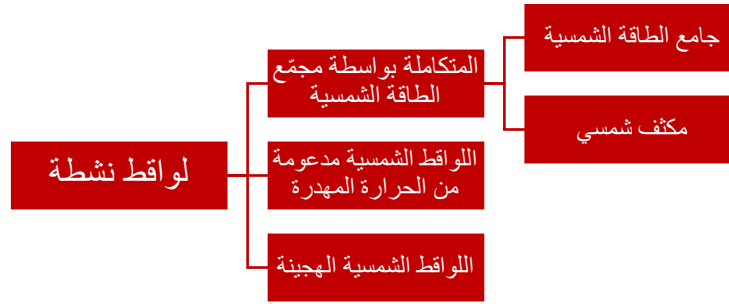 جامع الطاقة الشمسية
المتكاملة بواسطة مجمّع
الطاقة الشمسية
مكثف شمسي
لواقط نشطة
اللواقط الشمسية مدعومة
من الحرارة المهدرة
اللواقط الشمسية الهجينة